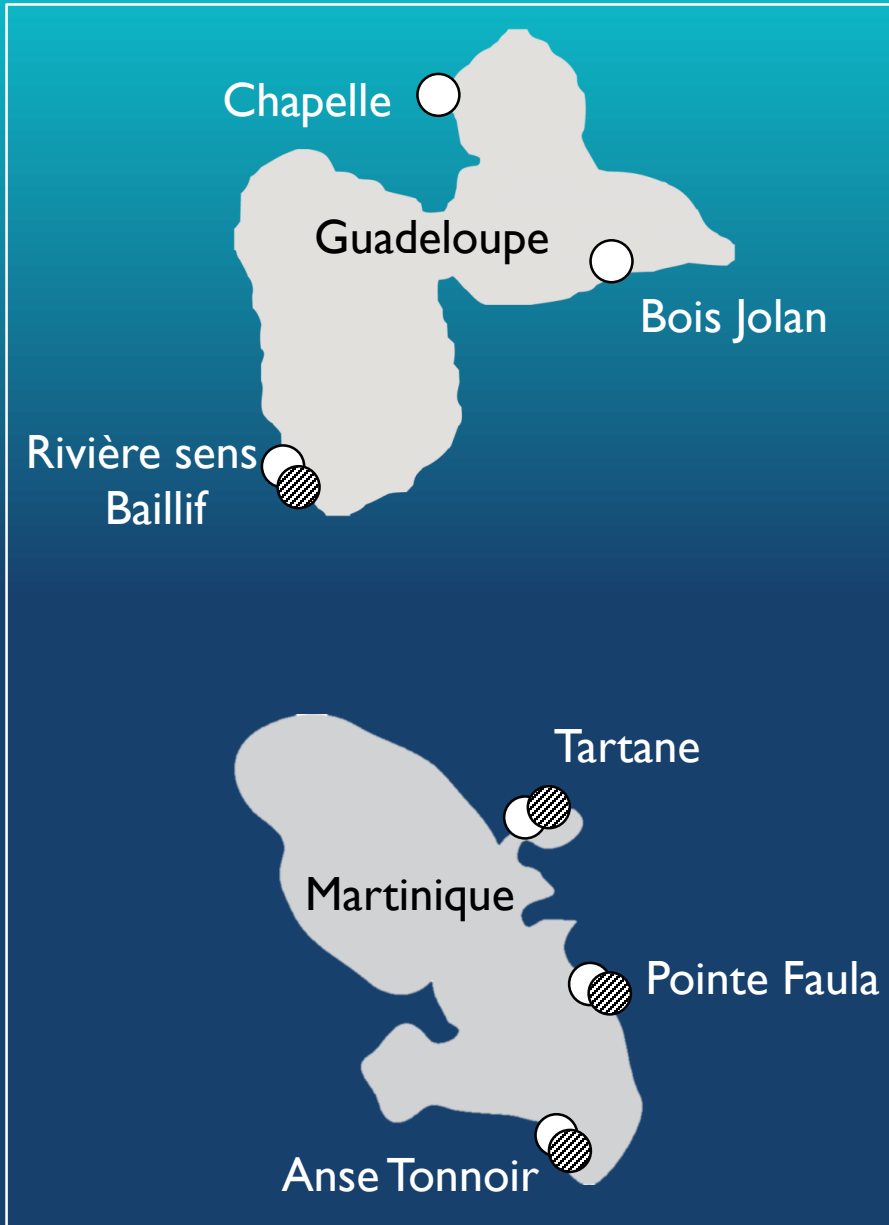 Chapelle
Guadeloupe
Bois Jolan
Rivière sens
Baillif
Tartane
Martinique
Pointe Faula
Anse Tonnoir